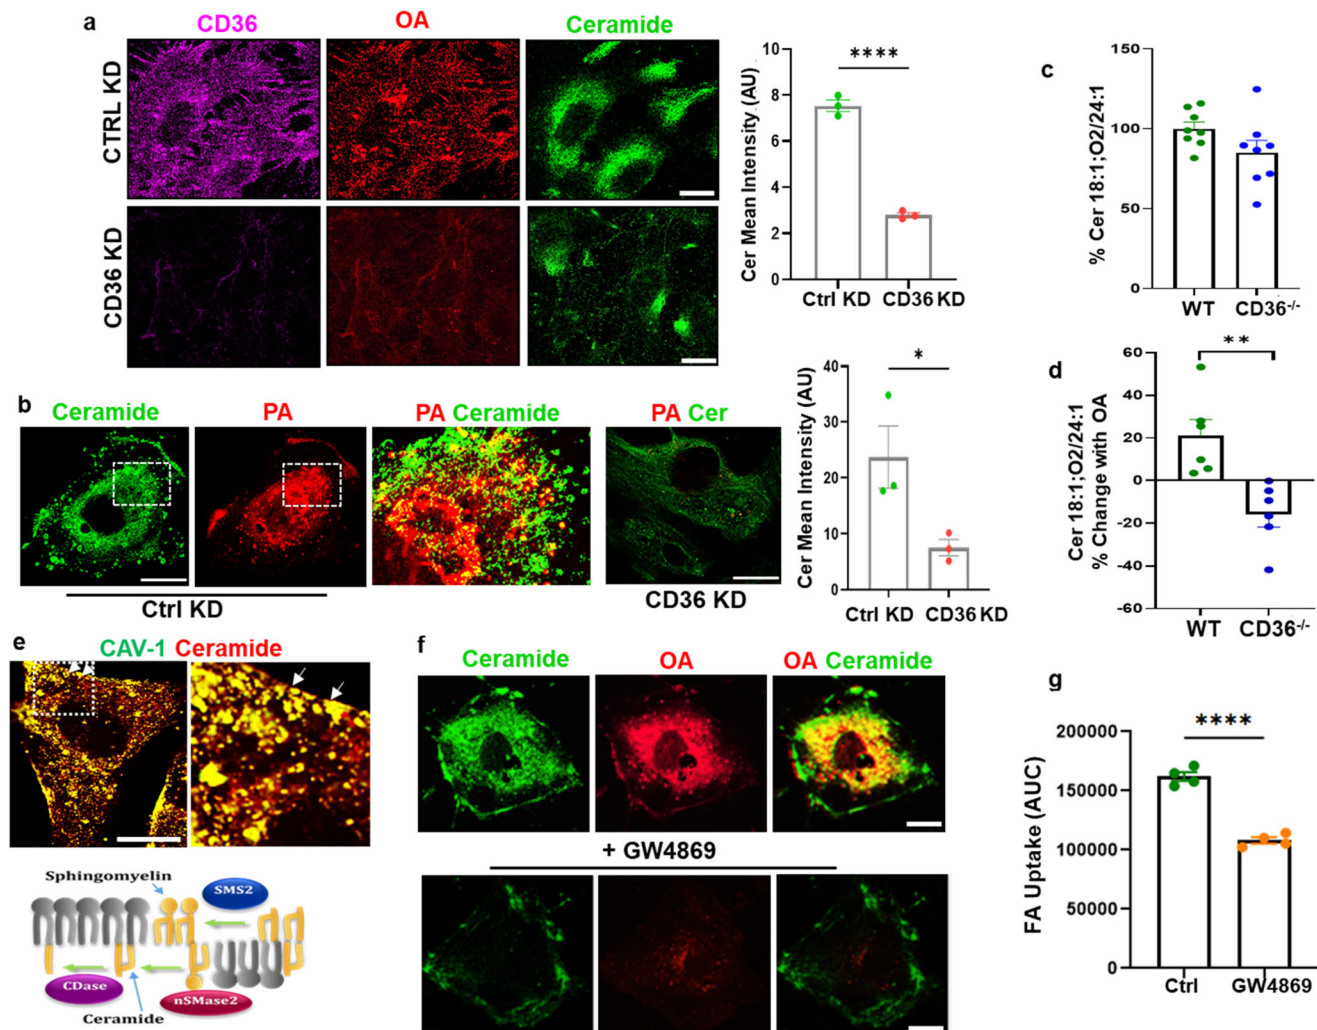 a
CD36
OA
Ceramide
CTRL KD
CD36 KD
Cer Mean Intensity (AU)
8
6
4
2
0
****
Ctrl KD
CD36 KD
c
% Cer 18:1;O2/24:1
150
100
50
0
WT
CD36-/-
b
Ceramide
PA
PA Ceramide
PA Cer
Ctrl KD
CD36 KD
Cer Mean Intensity (AU)
40
30
20
10
0
*
Ctrl KD
CD36 KD
d
Cer 18:1;O2/24:1
% Change with OA
60
40
20
0
-20
-40
-60
**
WT
CD36-/-
e
CAV-1 Ceramide
Sphingomyelin
SMS2
CDase
nSMase2
Ceramide
f
Ceramide
OA
OA Ceramide
+ GW4869
g
FA Uptake (AUC)
200000
150000
100000
50000
0
****
Ctrl
GW4869